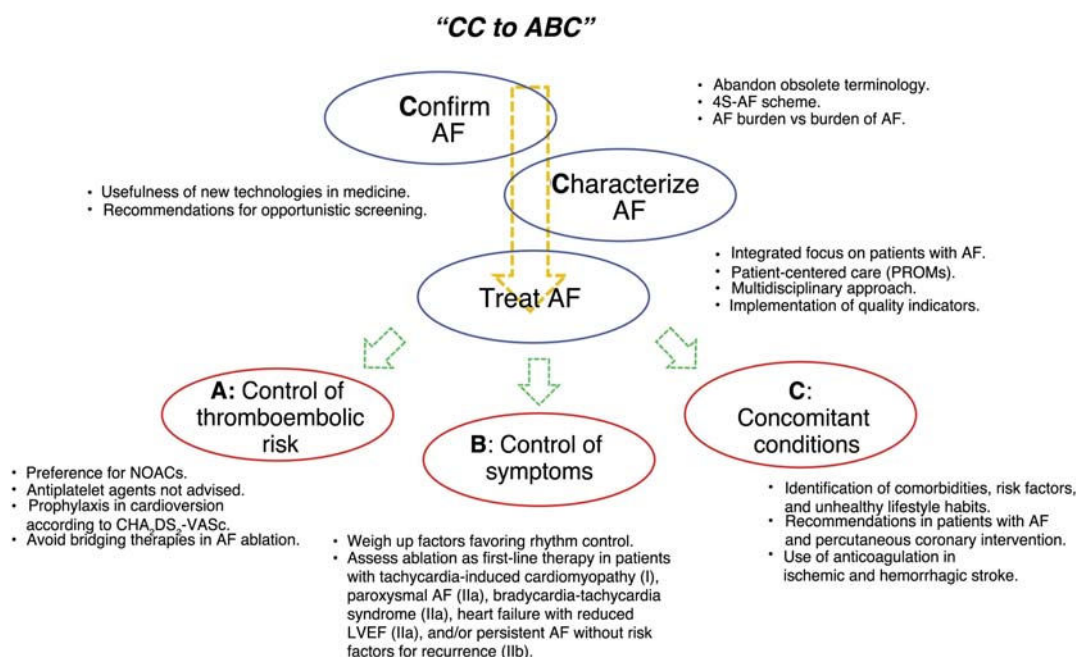 "CC to ABC"
Confirm
AF
• Abandon obsolete terminology.
• 4S-AF scheme.
• AF burden vs burden of AF.
Characterize
AF
• Usefulness of new technologies in medicine.
• Recommendations for opportunistic screening.
Treat AF
• Integrated focus on patients with AF.
• Patient-centered care (PROMs).
• Multidisciplinary approach.
• Implementation of quality indicators.
A: Control of
thromboembolic
risk
B: Control of
symptoms
C:
Concomitant
conditions
• Preference for NOACs.
• Antiplatelet agents not advised.
• Prophylaxis in cardioversion
according to CHA₂DS₂-VASc.
• Avoid bridging therapies in AF ablation.
• Weigh up factors favoring rhythm control.
• Assess ablation as first-line therapy in patients
with tachycardia-induced cardiomyopathy (I),
paroxysmal AF (IIa), bradycardia-tachycardia
syndrome (IIa), heart failure with reduced
LVEF (IIa), and/or persistent AF without risk
factors for recurrence (IIb).
• Identification of comorbidities, risk factors,
and unhealthy lifestyle habits.
• Recommendations in patients with AF
and percutaneous coronary intervention.
• Use of anticoagulation in
ischemic and hemorrhagic stroke.